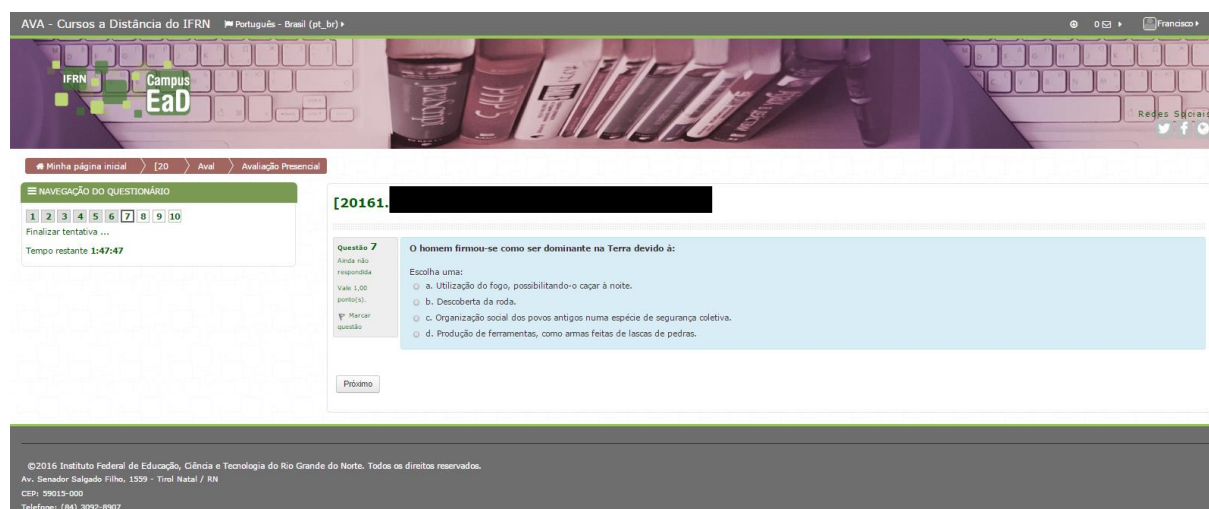 AVA - Cursos a Distância do IFRN
Português - Brasil (pt_br)
0
Francisco
IFRN
Campus
EaD
JavaScript
PHP 5
Redes Sociais
Minha página inicial
[20
Aval
Avaliação Presencial
NAVEGAÇÃO DO QUESTIONÁRIO
1 2 3 4 5 6 7 8 9 10
Finalizar tentativa ...
Tempo restante 1:47:47
[20161.
Questão 7
Ainda não
respondida
Vale 1,00
ponto(s).
Marcar
questão
O homem firmou-se como ser dominante na Terra devido à:
Escolha uma:
a. Utilização do fogo, possibilitando-o caçar à noite.
b. Descoberta da roda.
c. Organização social dos povos antigos numa espécie de segurança coletiva.
d. Produção de ferramentas, como armas feitas de lascas de pedras.
Próximo
©2016 Instituto Federal de Educação, Ciência e Tecnologia do Rio Grande do Norte. Todos os direitos reservados.
Av. Senador Salgado Filho, 1559 - Tirol Natal / RN
CEP: 59015-000
Telefone: (84) 3092-8907